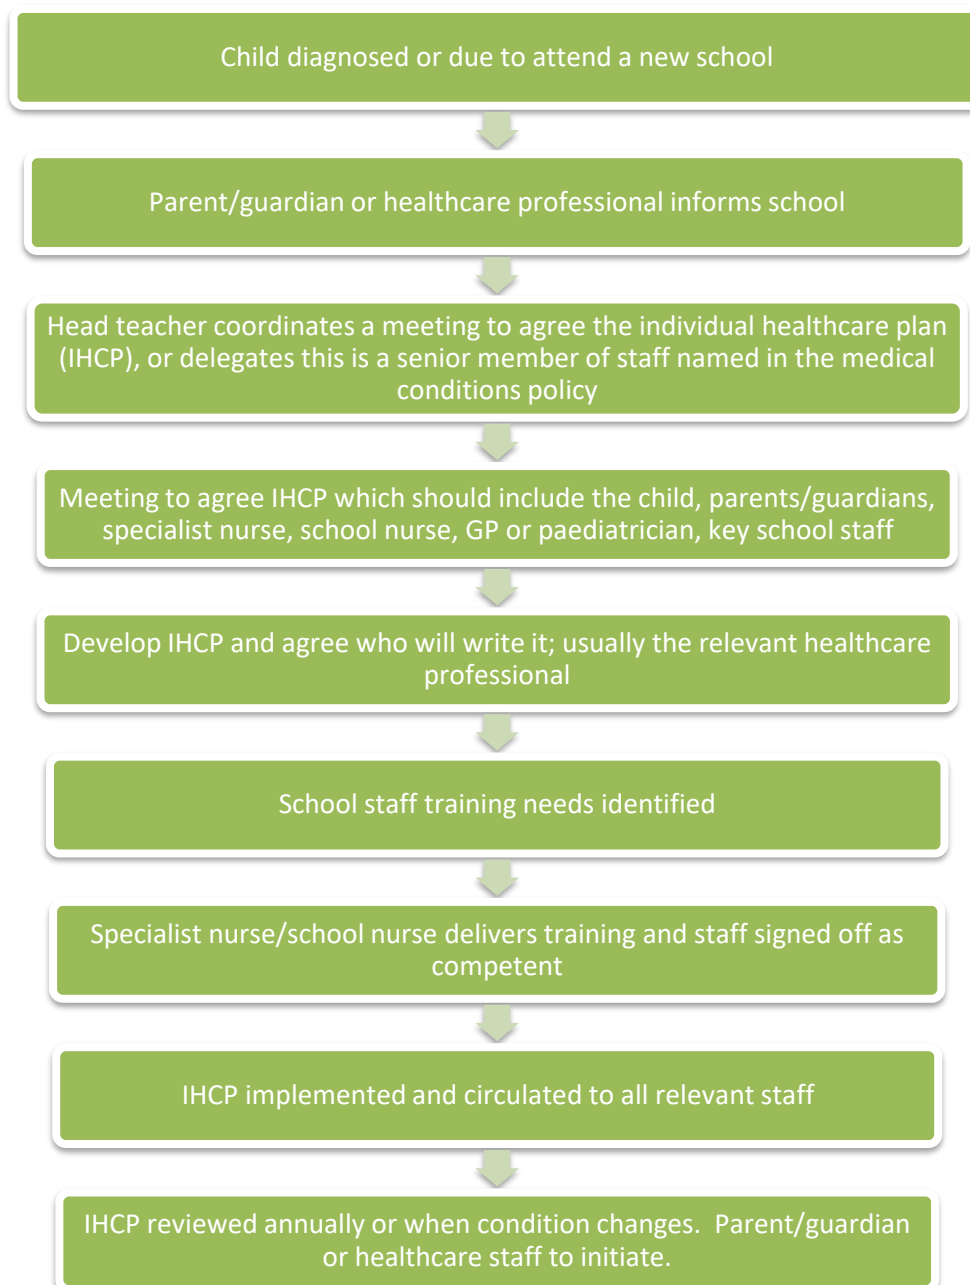 Child diagnosed or due to attend a new school
Parent/guardian or healthcare professional informs school
Head teacher coordinates a meeting to agree the individual healthcare plan
(IHCP), or delegates this is a senior member of staff named in the medical
conditions policy
Meeting to agree IHCP which should include the child, parents/guardians,
specialist nurse, school nurse, GP or paediatrician, key school staff
Develop IHCP and agree who will write it; usually the relevant healthcare
professional
School staff training needs identified
Specialist nurse/school nurse delivers training and staff signed off as
competent
IHCP implemented and circulated to all relevant staff
IHCP reviewed annually or when condition changes.  Parent/guardian
or healthcare staff to initiate.